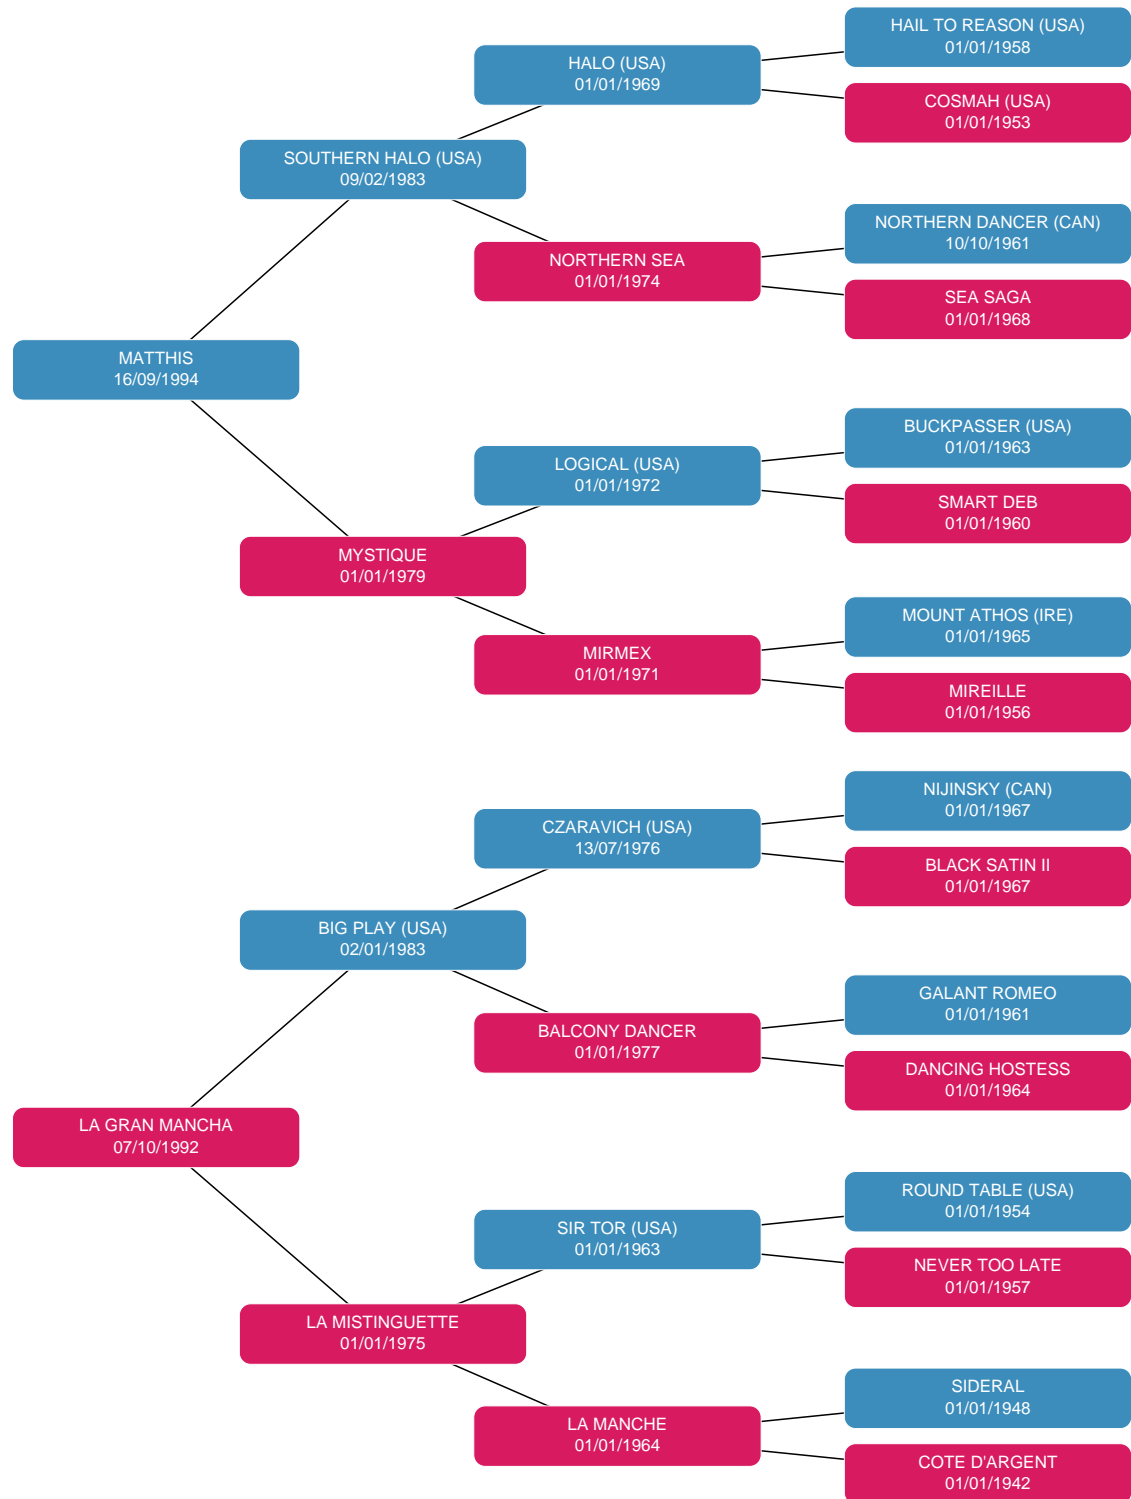 HAIL TO REASON (USA)
01/01/1958
HALO (USA)
01/01/1969
COSMAH (USA)
01/01/1953
SOUTHERN HALO (USA)
09/02/1983
NORTHERN DANCER (CAN)
10/10/1961
NORTHERN SEA
01/01/1974
SEA SAGA
01/01/1968
MATTHIS
16/09/1994
BUCKPASSER (USA)
01/01/1963
LOGICAL (USA)
01/01/1972
SMART DEB
01/01/1960
MYSTIQUE
01/01/1979
MOUNT ATHOS (IRE)
01/01/1965
MIRMEX
01/01/1971
MIREILLE
01/01/1956
NIJINSKY (CAN)
01/01/1967
CZARAVICH (USA)
13/07/1976
BLACK SATIN II
01/01/1967
BIG PLAY (USA)
02/01/1983
GALANT ROMEO
01/01/1961
BALCONY DANCER
01/01/1977
DANCING HOSTESS
01/01/1964
LA GRAN MANCHA
07/10/1992
ROUND TABLE (USA)
01/01/1954
SIR TOR (USA)
01/01/1963
NEVER TOO LATE
01/01/1957
LA MISTINGUETTE
01/01/1975
SIDERAL
01/01/1948
LA MANCHE
01/01/1964
COTE D'ARGENT
01/01/1942